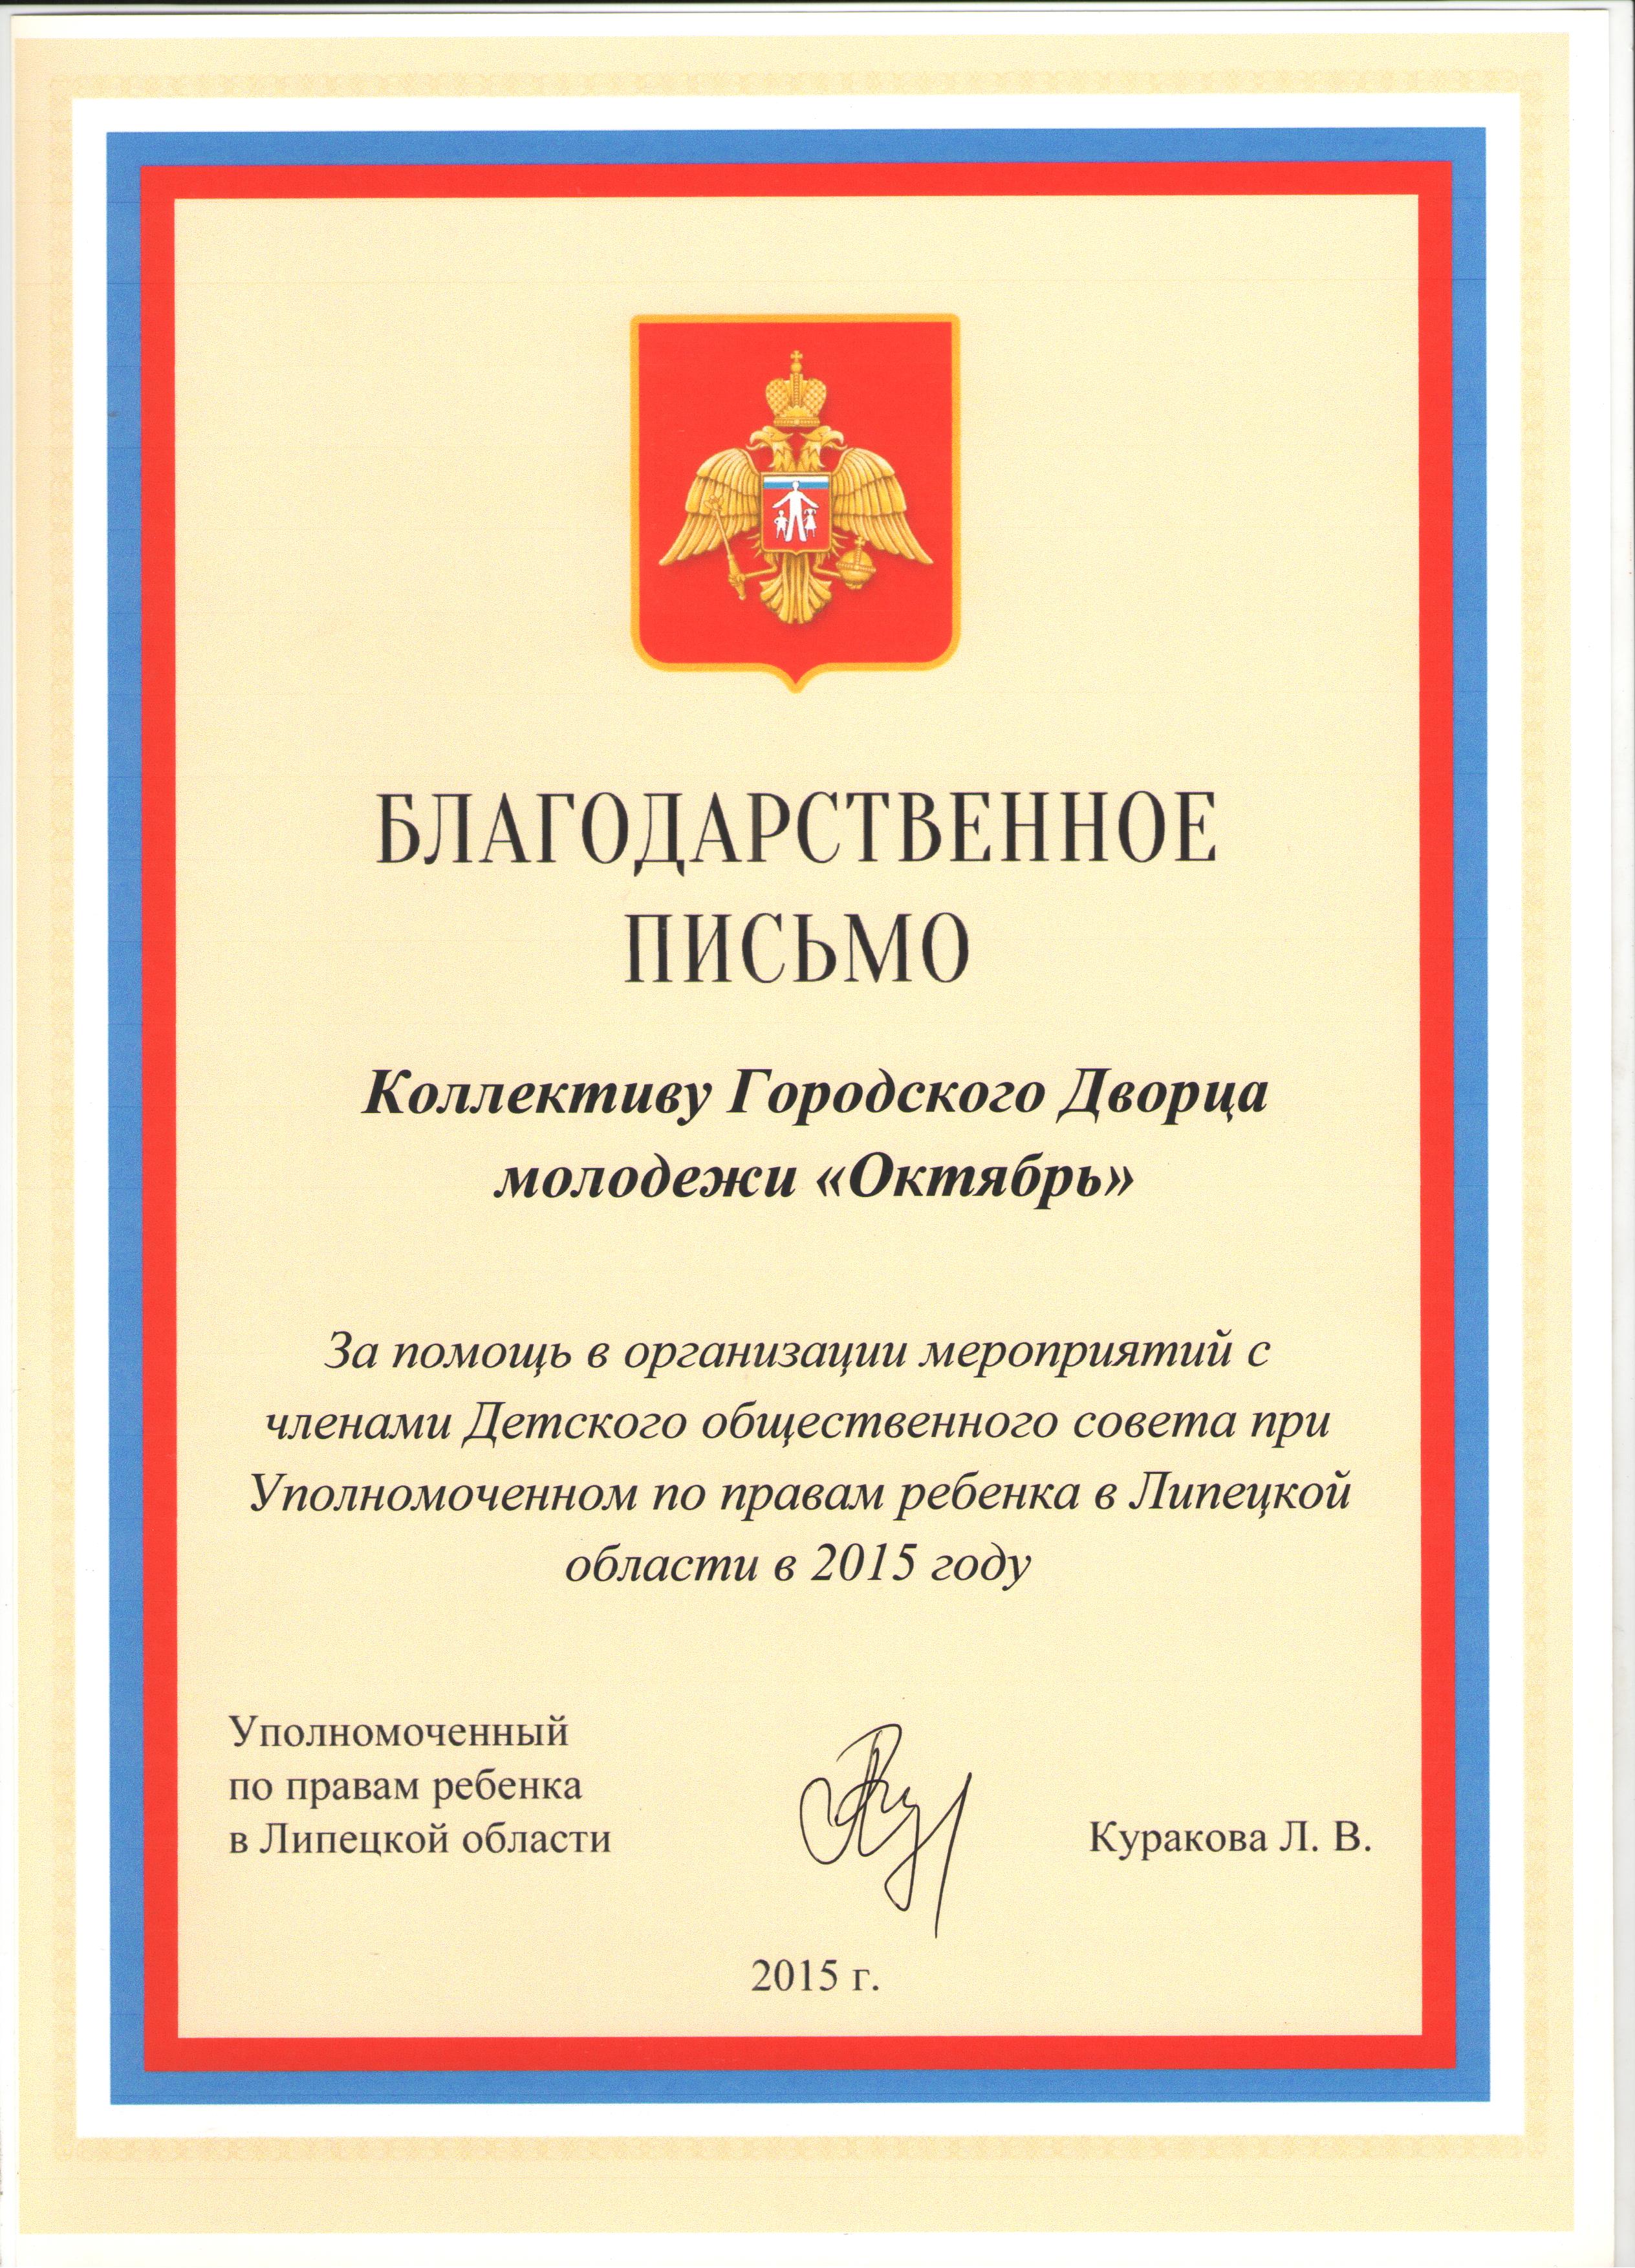 БЛАГОДАРСТВЕННОЕ
ПИСЬМО
Коллективу Городского Дворца
молодежи «Октябрь»
За помощь в организации мероприятий с
членами Детского общественного совета при
Уполномоченном по правам ребенка в Липецкой
области в 2015 году
Уполномоченный
по правам ребенка
в Липецкой области
Куракова Л. В.
2015 г.